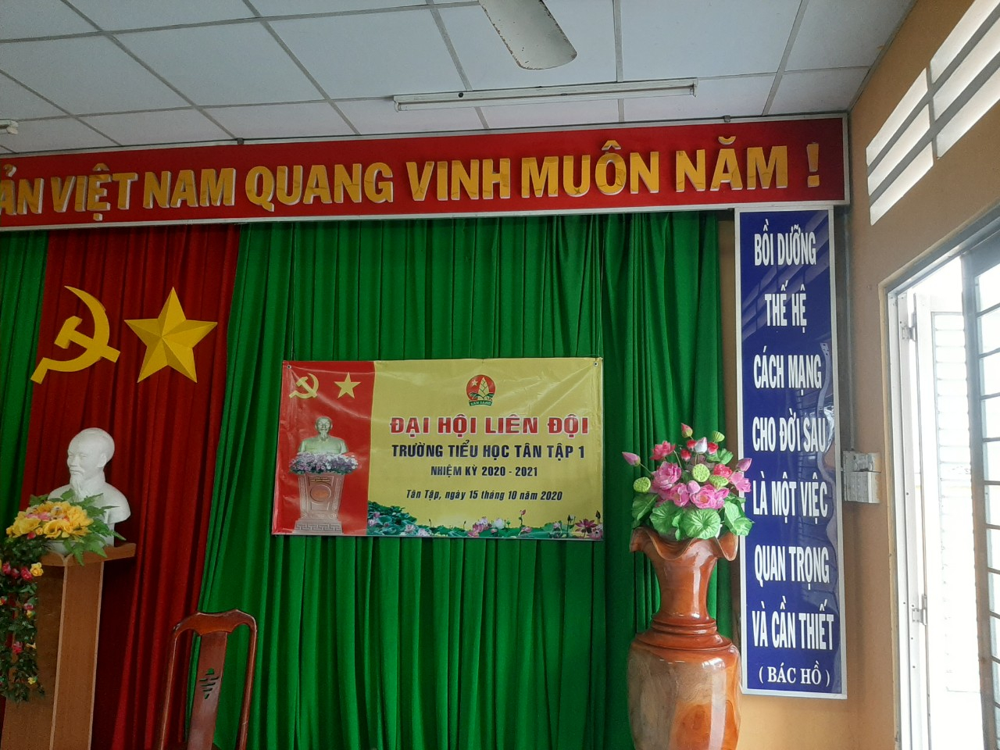 ẢN VIỆT NAM QUANG VINH MUÔN NĂM !
ĐẠI HỘI LIÊN ĐỘI
TRƯỜNG TIỂU HỌC TÂN TẬP 1
NHIỆM KỲ 2020 - 2021
Tân Tập, ngày 15 tháng 10 năm 2020
BỒI DƯỠNG
THẾ HỆ
CÁCH MẠNG
CHO ĐỜI SAU
LÀ MỘT VIỆC
QUAN TRỌNG
VÀ CẦN THIẾT
( BÁC HỒ )